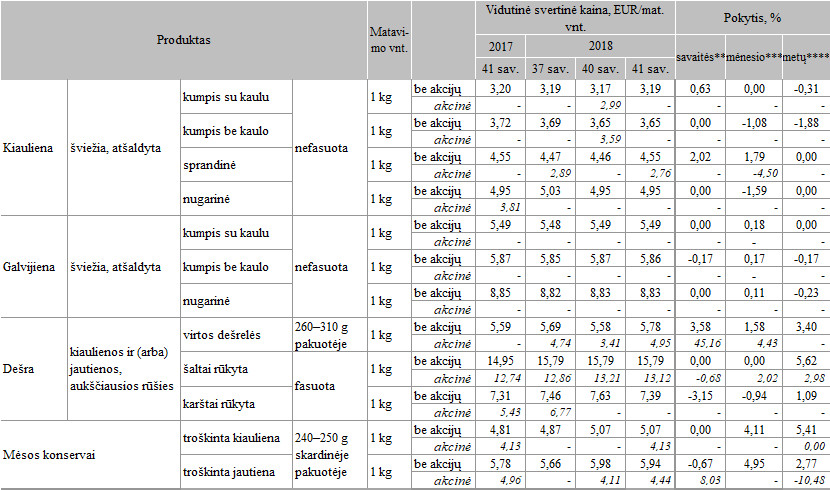 Produktas Matavi- mo vnt. Vidutinė svertinė kaina, EUR/mat. vnt. Pokytis, %
2017 2018 savaitės** mėnesio*** metų****
41 sav. 37 sav. 40 sav. 41 sav.
Kiauliena šviežia, atšaldyta kumpis su kaulu nefasuota 1 kg be akcijų 3,20 3,19 3,17 3,19 0,63 0,00 -0,31
akcinė - - 2,99 - - - -
kumpis be kaulo 1 kg be akcijų 3,72 3,69 3,65 3,65 0,00 -1,08 -1,88
akcinė - - 3,59 - - - -
sprandinė 1 kg be akcijų 4,55 4,47 4,46 4,55 2,02 1,79 0,00
akcinė - 2,89 - 2,76 - -4,50 -
nugarinė 1 kg be akcijų 4,95 5,03 4,95 4,95 0,00 -1,59 0,00
akcinė 3,81 - - - - - -
Galvijiena šviežia, atšaldyta kumpis su kaulu nefasuota 1 kg be akcijų 5,49 5,48 5,49 5,49 0,00 0,18 0,00
akcinė - - - - - - -
kumpis be kaulo 1 kg be akcijų 5,87 5,85 5,87 5,86 -0,17 0,17 -0,17
akcinė - - - - - - -
nugarinė 1 kg be akcijų 8,85 8,82 8,83 8,83 0,00 0,11 -0,23
akcinė - - - - - - -
Dešra kiaulienos ir (arba) jautienos, aukščiausios rūšies virtos dešrelės 260–310 g pakuotėje 1 kg be akcijų 5,59 5,69 5,58 5,78 3,58 1,58 3,40
akcinė - 4,74 3,41 4,95 45,16 4,43 -
šaltai rūkyta fasuota 1 kg be akcijų 14,95 15,79 15,79 15,79 0,00 0,00 5,62
akcinė 12,74 12,86 13,21 13,12 -0,68 2,02 2,98
karštai rūkyta 1 kg be akcijų 7,31 7,46 7,63 7,39 -3,15 -0,94 1,09
akcinė 5,43 6,77 - - - - -
Mėsos konservai troškinta kiauliena 240–250 g skardinėje pakuotėje 1 kg be akcijų 4,81 4,87 5,07 5,07 0,00 4,11 5,41
akcinė 4,13 - - 4,13 - - 0,00
troškinta jautiena 1 kg be akcijų 5,78 5,66 5,98 5,94 -0,67 4,95 2,77
akcinė 4,96 - 4,11 4,44 8,03 - -10,48